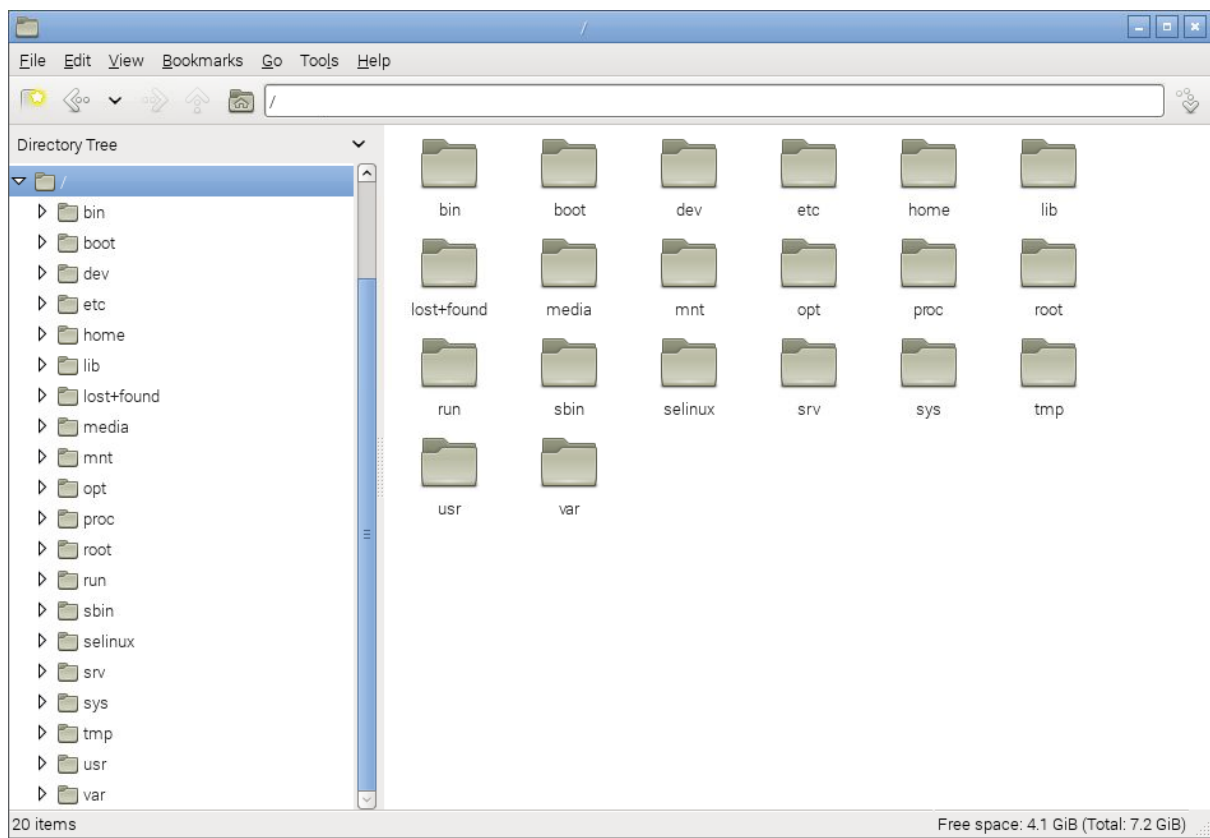 /
File Edit View Bookmarks Go Tools Help
/
Directory Tree
/
bin
boot
dev
etc
home
lib
lost+found
media
mnt
opt
proc
root
run
sbin
selinux
srv
sys
tmp
usr
var
bin boot dev etc home lib
lost+found media mnt opt proc root
run sbin selinux srv sys tmp
usr var
20 items Free space: 4.1 GiB (Total: 7.2 GiB)